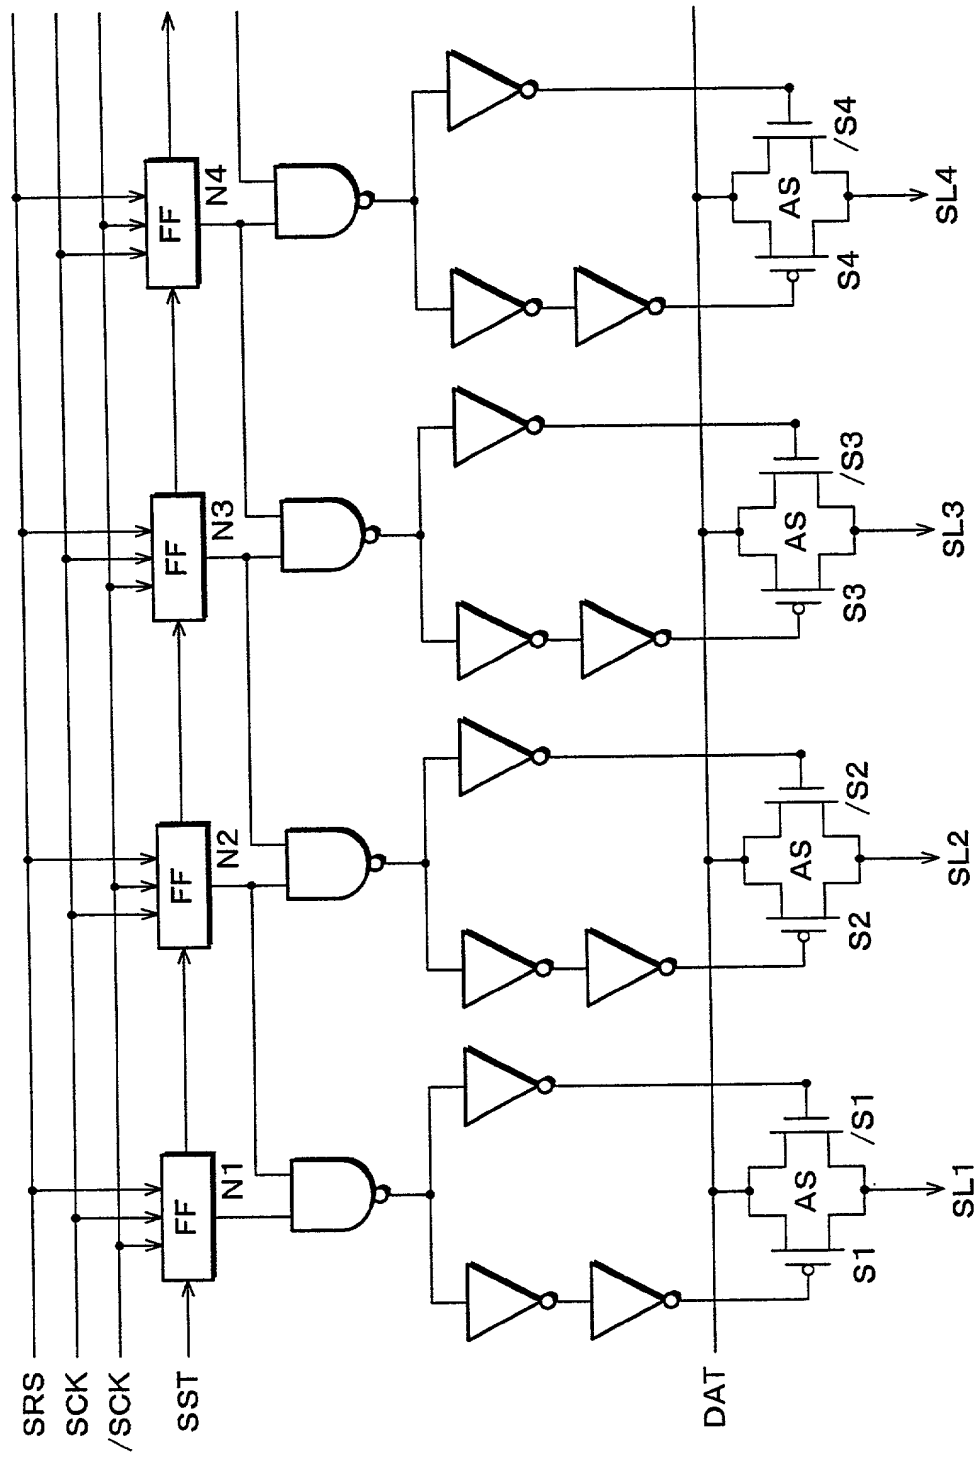 SRS
SCK
/SCK
SST
FF
FF
FF
FF
N1
N2
N3
N4
DAT
AS
AS
AS
AS
S1
/S1
S2
/S2
S3
/S3
S4
/S4
SL1
SL2
SL3
SL4